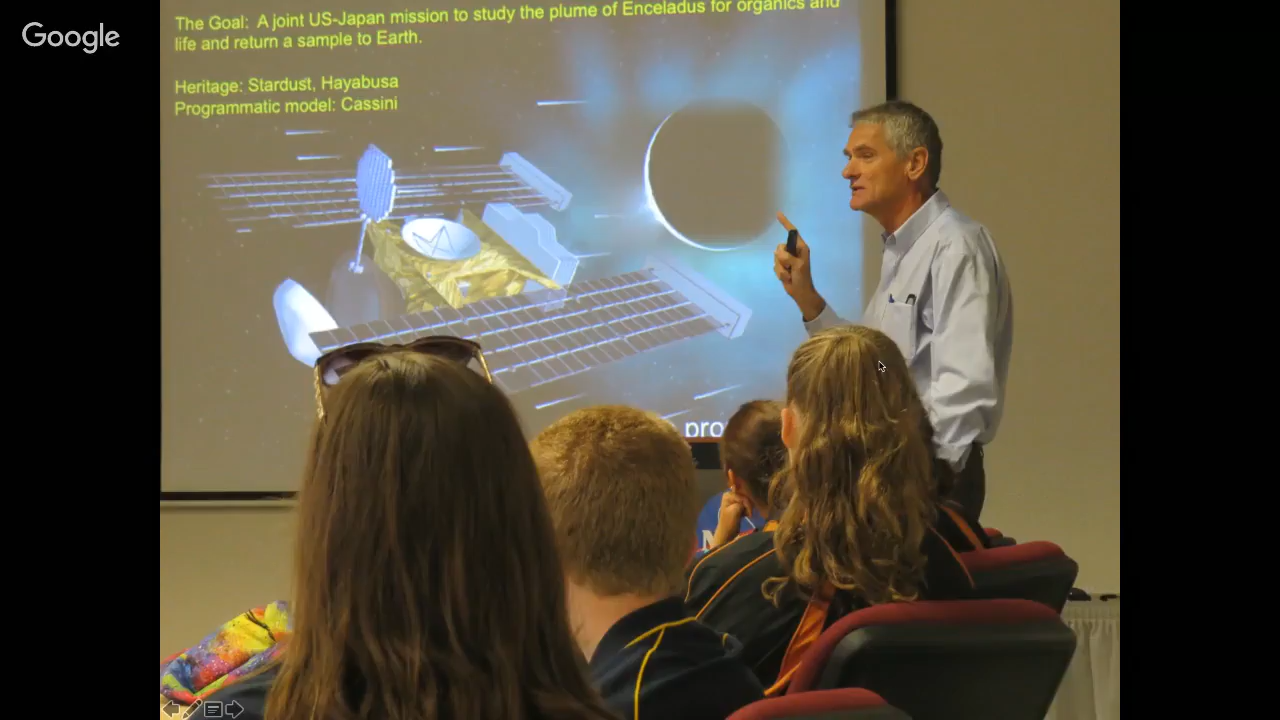 Google
The Goal: A joint US-Japan mission to study the plume of Enceladus for organics and
life and return a sample to Earth.
Heritage: Stardust, Hayabusa
Programmatic model: Cassini
pro
N